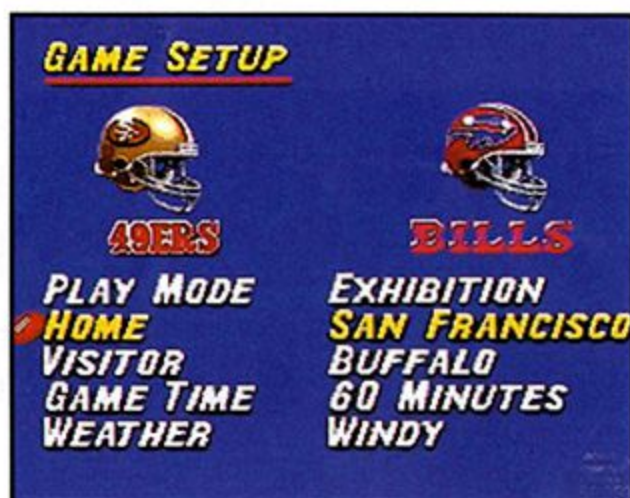 GAME SETUP
49ERS BILLS
PLAY MODE EXHIBITION
HOME SAN FRANCISCO
VISITOR BUFFALO
GAME TIME 60 MINUTES
WEATHER WINDY